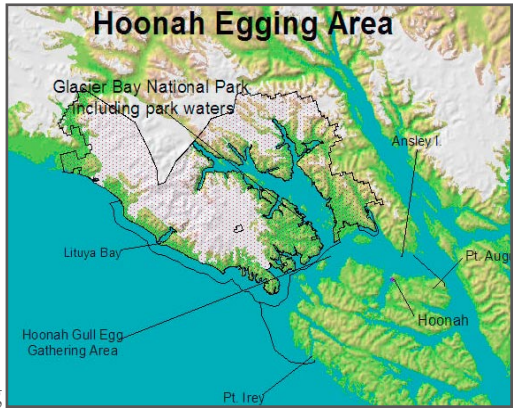 Hoonah Egging Area
Glacier Bay National Park
including park waters
Ansley I.
Lituya Bay
Pt. Aug
Hoonah
Hoonah Gull Egg
Gathering Area
Pt. Irey